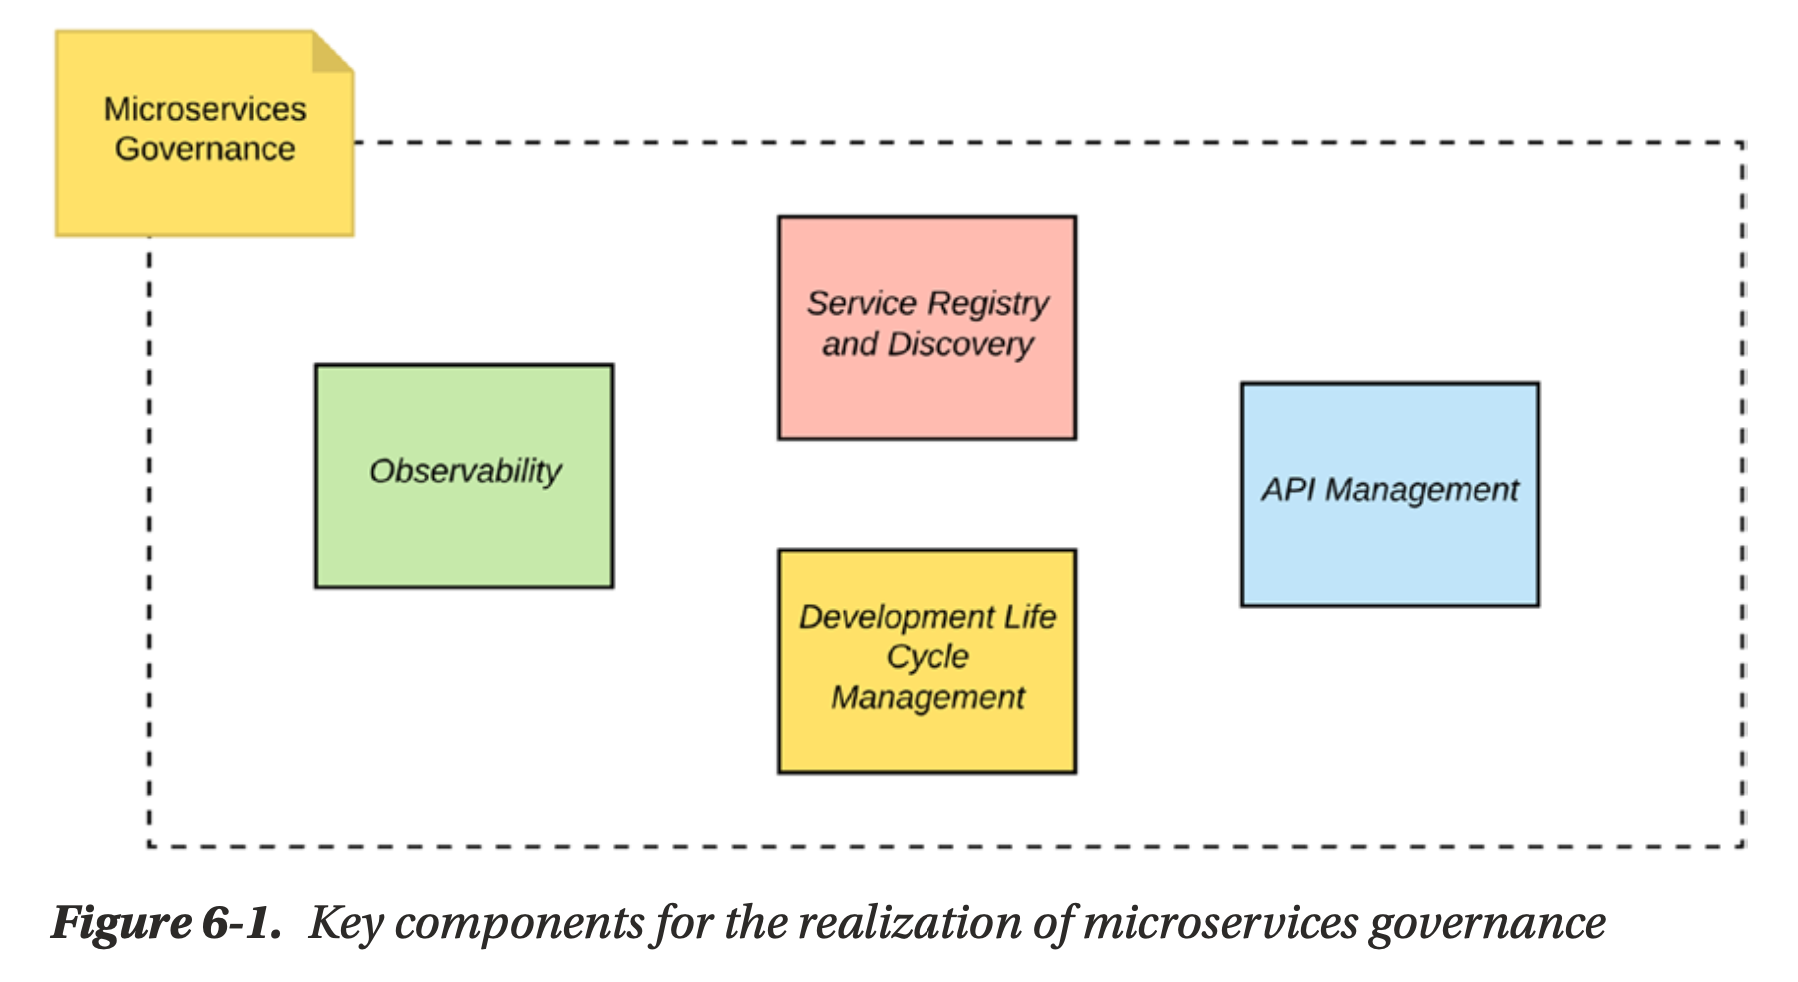 Microservices
Governance
Service Registry
and Discovery
Observability
API Management
Development Life
Cycle
Management
Figure 6-1. Key components for the realization of microservices governance